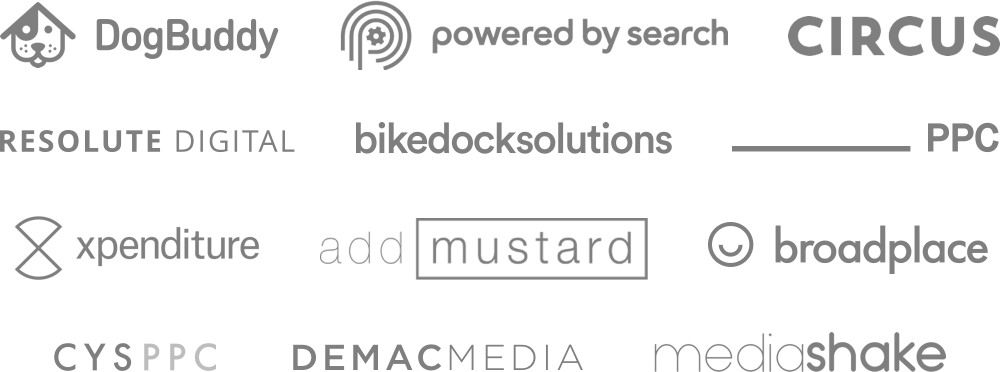 DogBuddy powered by search CIRCUS
RESOLUTE DIGITAL bikedocksolutions PPC
xpenditure add mustard broadplace
CYSPPC DEMACMEDIA mediashake